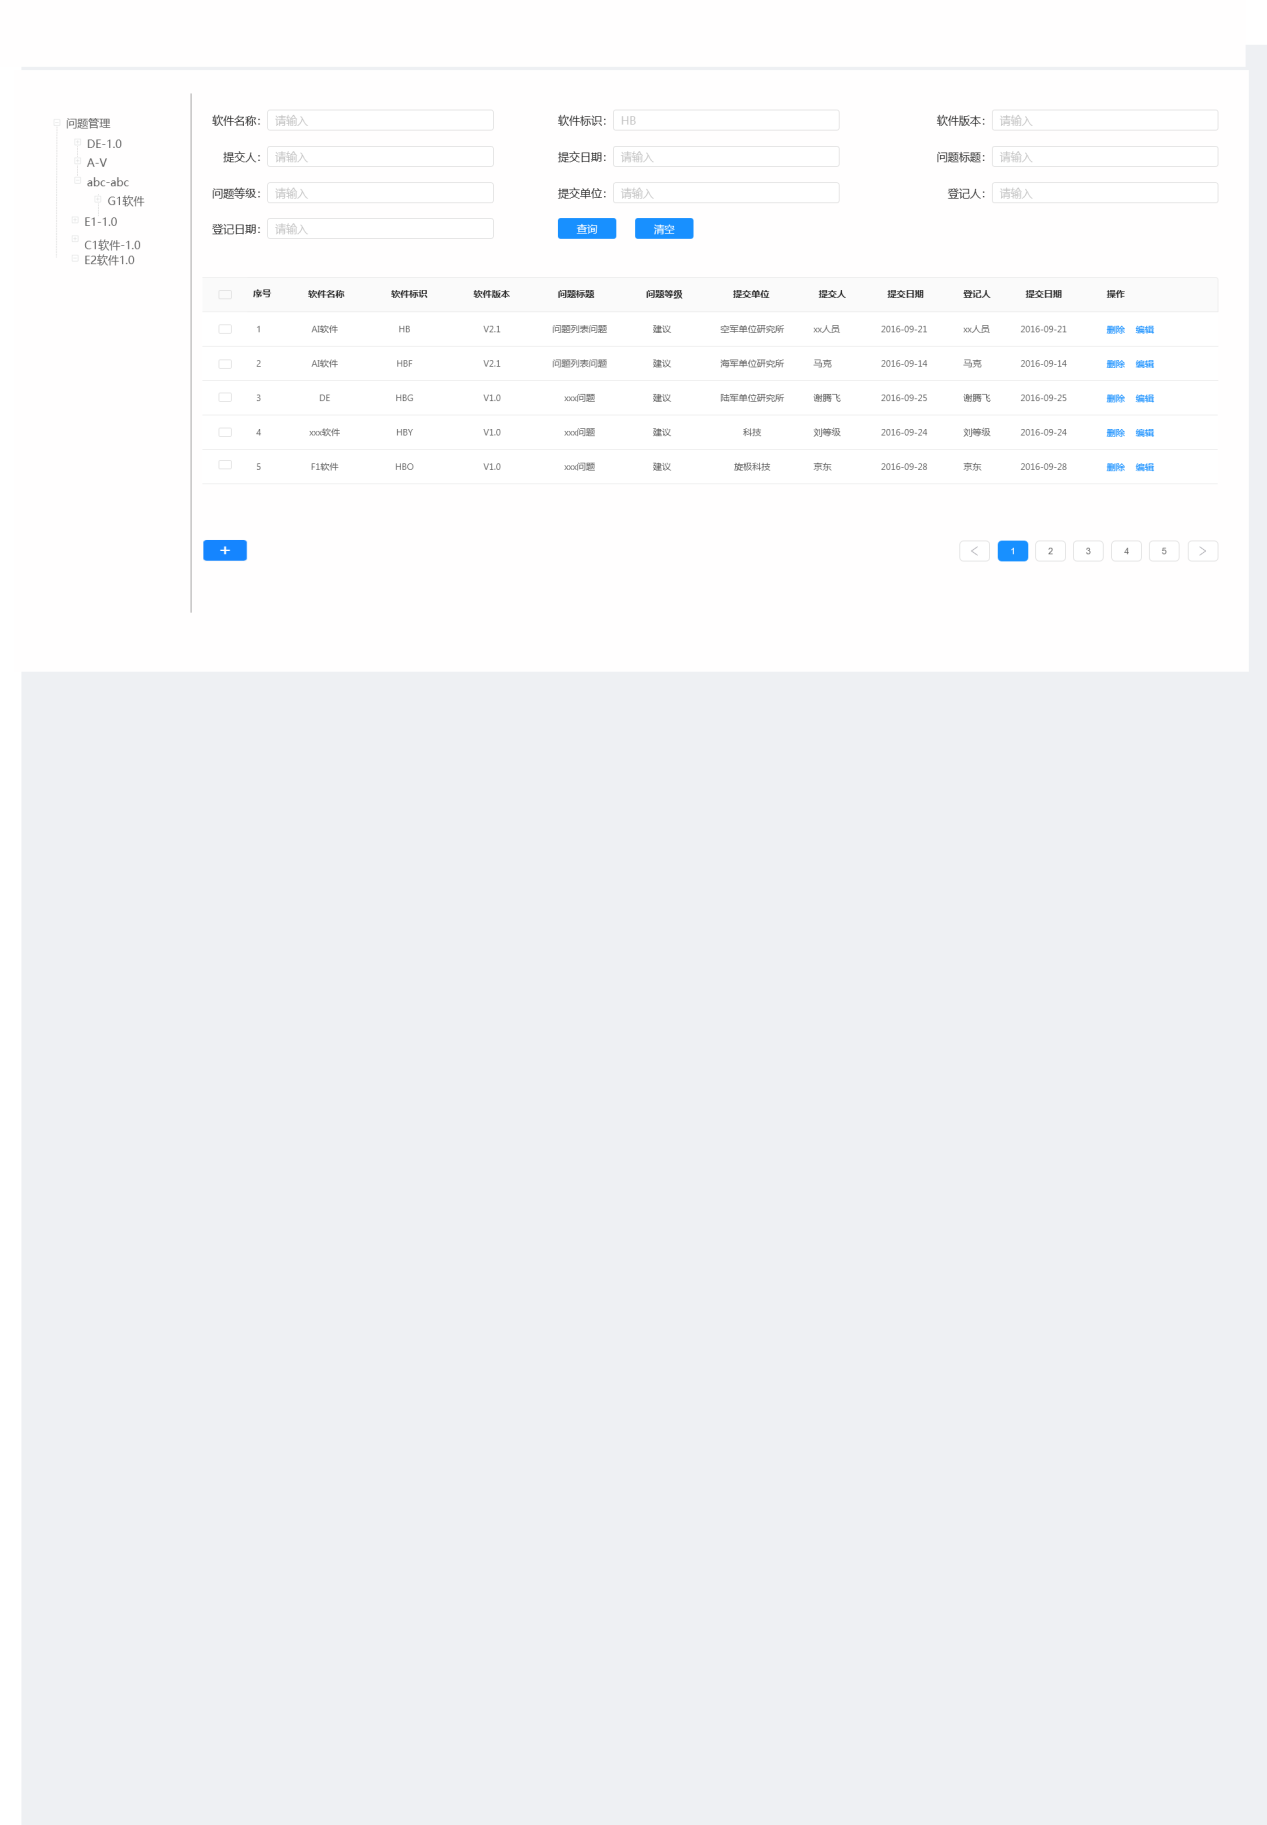 问题管理
DE-1.0
A-V
abc-abc
G1软件
E1-1.0
C1软件-1.0
E2软件1.0
软件名称: 请输入 软件标识: HB 软件版本: 请输入
提交人: 请输入 提交日期: 请输入 问题标题: 请输入
问题等级: 请输入 提交单位: 请输入 登记人: 请输入
登记日期: 请输入 查询 清空
序号 软件名称 软件标识 软件版本 问题标题 问题等级 提交单位 提交人 提交日期 登记人 提交日期 操作
1 AI软件 HB V2.1 问题列表问题 建议 空军单位研究所 xx人员 2016-09-21 xx人员 2016-09-21 删除 编辑
2 AI软件 HBF V2.1 问题列表问题 建议 海军单位研究所 马克 2016-09-14 马克 2016-09-14 删除 编辑
3 DE HBG V1.0 xxx问题 建议 陆军单位研究所 谢腾飞 2016-09-25 谢腾飞 2016-09-25 删除 编辑
4 xxx软件 HBY V1.0 xxx问题 建议 科技 刘等级 2016-09-24 刘等级 2016-09-24 删除 编辑
5 F1软件 HBO V1.0 xxx问题 建议 旋极科技 京东 2016-09-28 京东 2016-09-28 删除 编辑
+ < 1 2 3 4 5 >